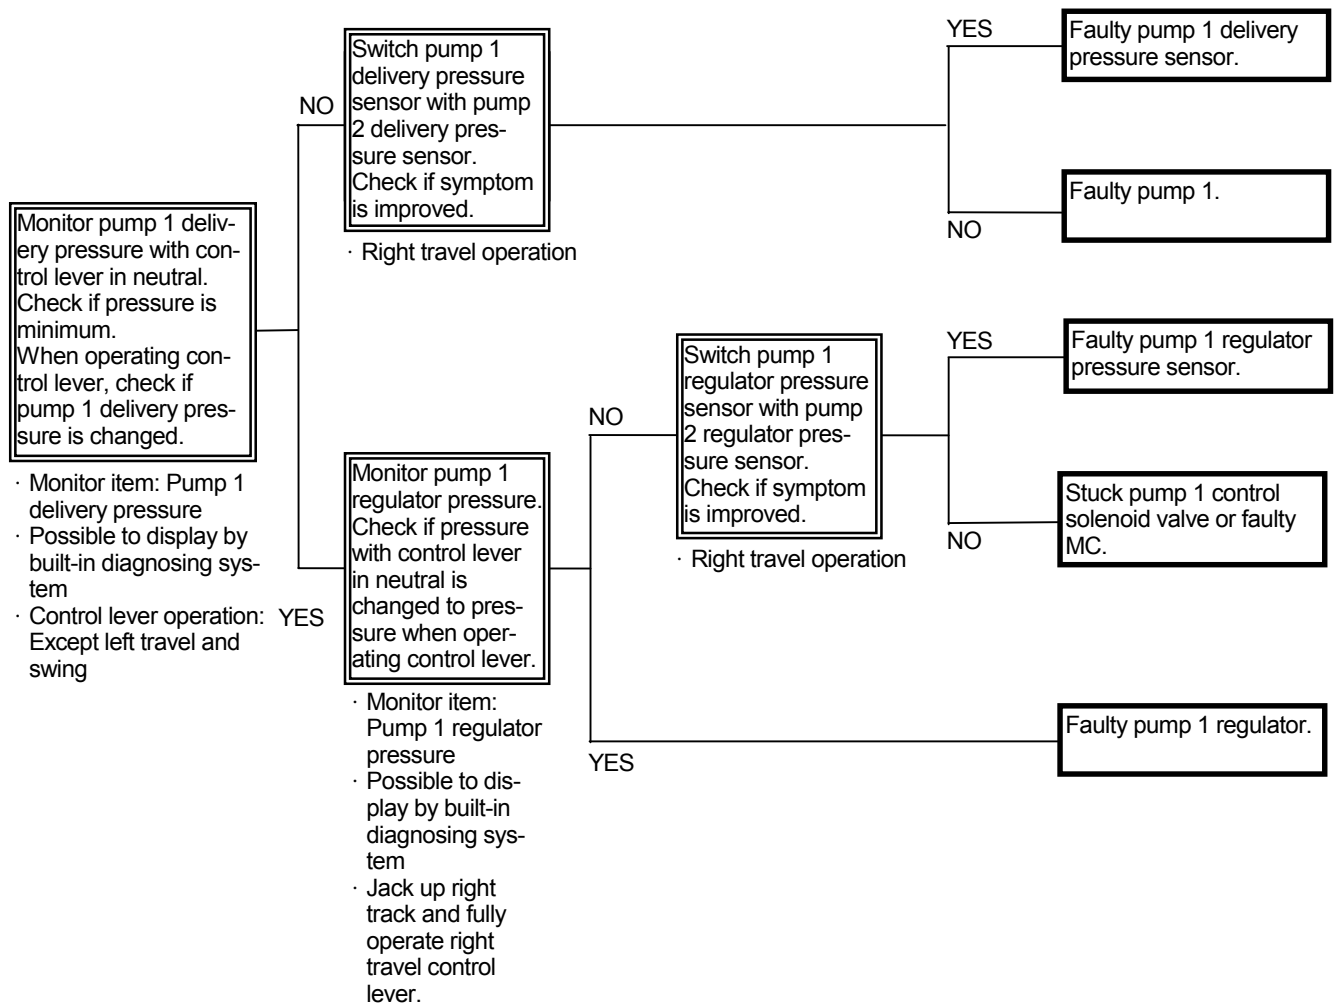 Monitor pump 1 deliv-
ery pressure with con-
trol lever in neutral.
Check if pressure is
minimum.
When operating con-
trol lever, check if
pump 1 delivery pres-
sure is changed.
· Monitor item: Pump 1
delivery pressure
· Possible to display by
built-in diagnosing sys-
tem
· Control lever operation:
Except left travel and
swing
NO
Switch pump 1
delivery pressure
sensor with pump
2 delivery pres-
sure sensor.
Check if symptom
is improved.
· Right travel operation
YES
Faulty pump 1 delivery
pressure sensor.
NO
Faulty pump 1.
YES
Monitor pump 1
regulator pressure.
Check if pressure
with control lever
in neutral is
changed to pres-
sure when oper-
ating control lever.
· Monitor item:
Pump 1 regulator
pressure
· Possible to dis-
play by built-in
diagnosing sys-
tem
· Jack up right
track and fully
operate right
travel control
lever.
NO
Switch pump 1
regulator pressure
sensor with pump
2 regulator pres-
sure sensor.
Check if symptom
is improved.
· Right travel operation
YES
Faulty pump 1 regulator
pressure sensor.
NO
Stuck pump 1 control
solenoid valve or faulty
MC.
YES
Faulty pump 1 regulator.